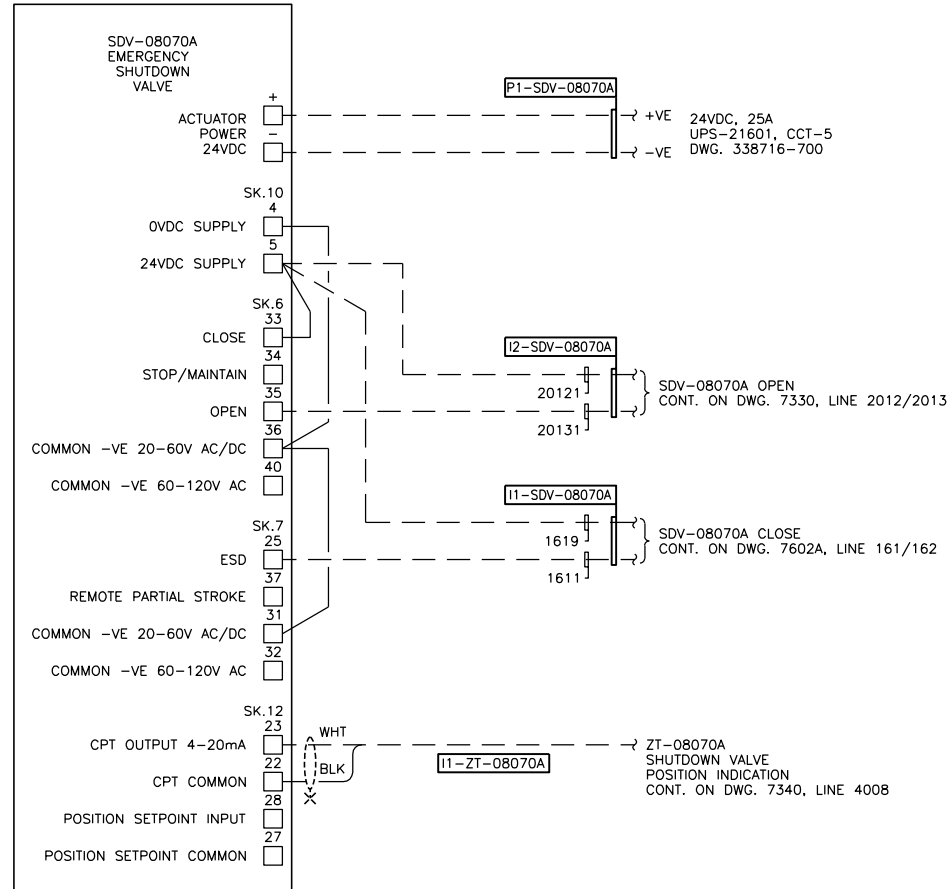 SDV-08070A
EMERGENCY
SHUTDOWN
VALVE
+
ACTUATOR
POWER
24VDC
-
P1-SDV-08070A
+VE
-VE
24VDC, 25A
UPS-21601, CCT-5
DWG. 338716-700
SK.10
4
0VDC SUPPLY
5
24VDC SUPPLY
SK.6
33
CLOSE
34
STOP/MAINTAIN
35
OPEN
36
COMMON -VE 20-60V AC/DC
40
COMMON -VE 60-120V AC
I2-SDV-08070A
20121
20131
SDV-08070A OPEN
CONT. ON DWG. 7330, LINE 2012/2013
SK.7
25
ESD
37
REMOTE PARTIAL STROKE
31
COMMON -VE 20-60V AC/DC
32
COMMON -VE 60-120V AC
I1-SDV-08070A
1619
1611
SDV-08070A CLOSE
CONT. ON DWG. 7602A, LINE 161/162
SK.12
23
CPT OUTPUT 4-20mA
22
CPT COMMON
28
POSITION SETPOINT INPUT
27
POSITION SETPOINT COMMON
WHT
BLK
I1-ZT-08070A
ZT-08070A
SHUTDOWN VALVE
POSITION INDICATION
CONT. ON DWG. 7340, LINE 4008